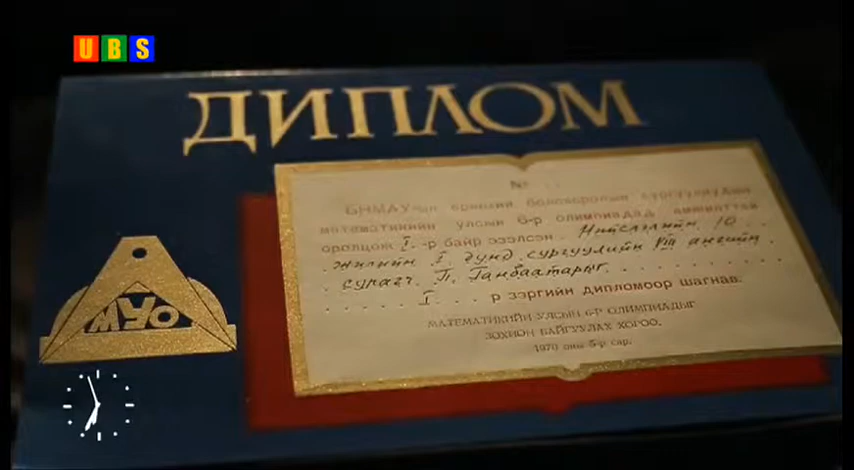 UBS
ДИПЛОМ
№
БНМАУ-ын ерөнхий боловсролын сургуулиудын
математикийн улсын 6-р олимпиадад амжилттай
оролцож I -р байр эзэлсэн Нийслэлийн 10
жилийн I дунд сургуулийн VIII ангийн
сурагч П. Ганбаатарыг
I р зэргийн дипломоор шагнав.
МАТЕМАТИКИЙН УЛСЫН 6-Р ОЛИМПИАДЫГ
ЗОХИОН БАЙГУУЛАХ ХОРОО.
1970 оны 5-р сар.
МУО